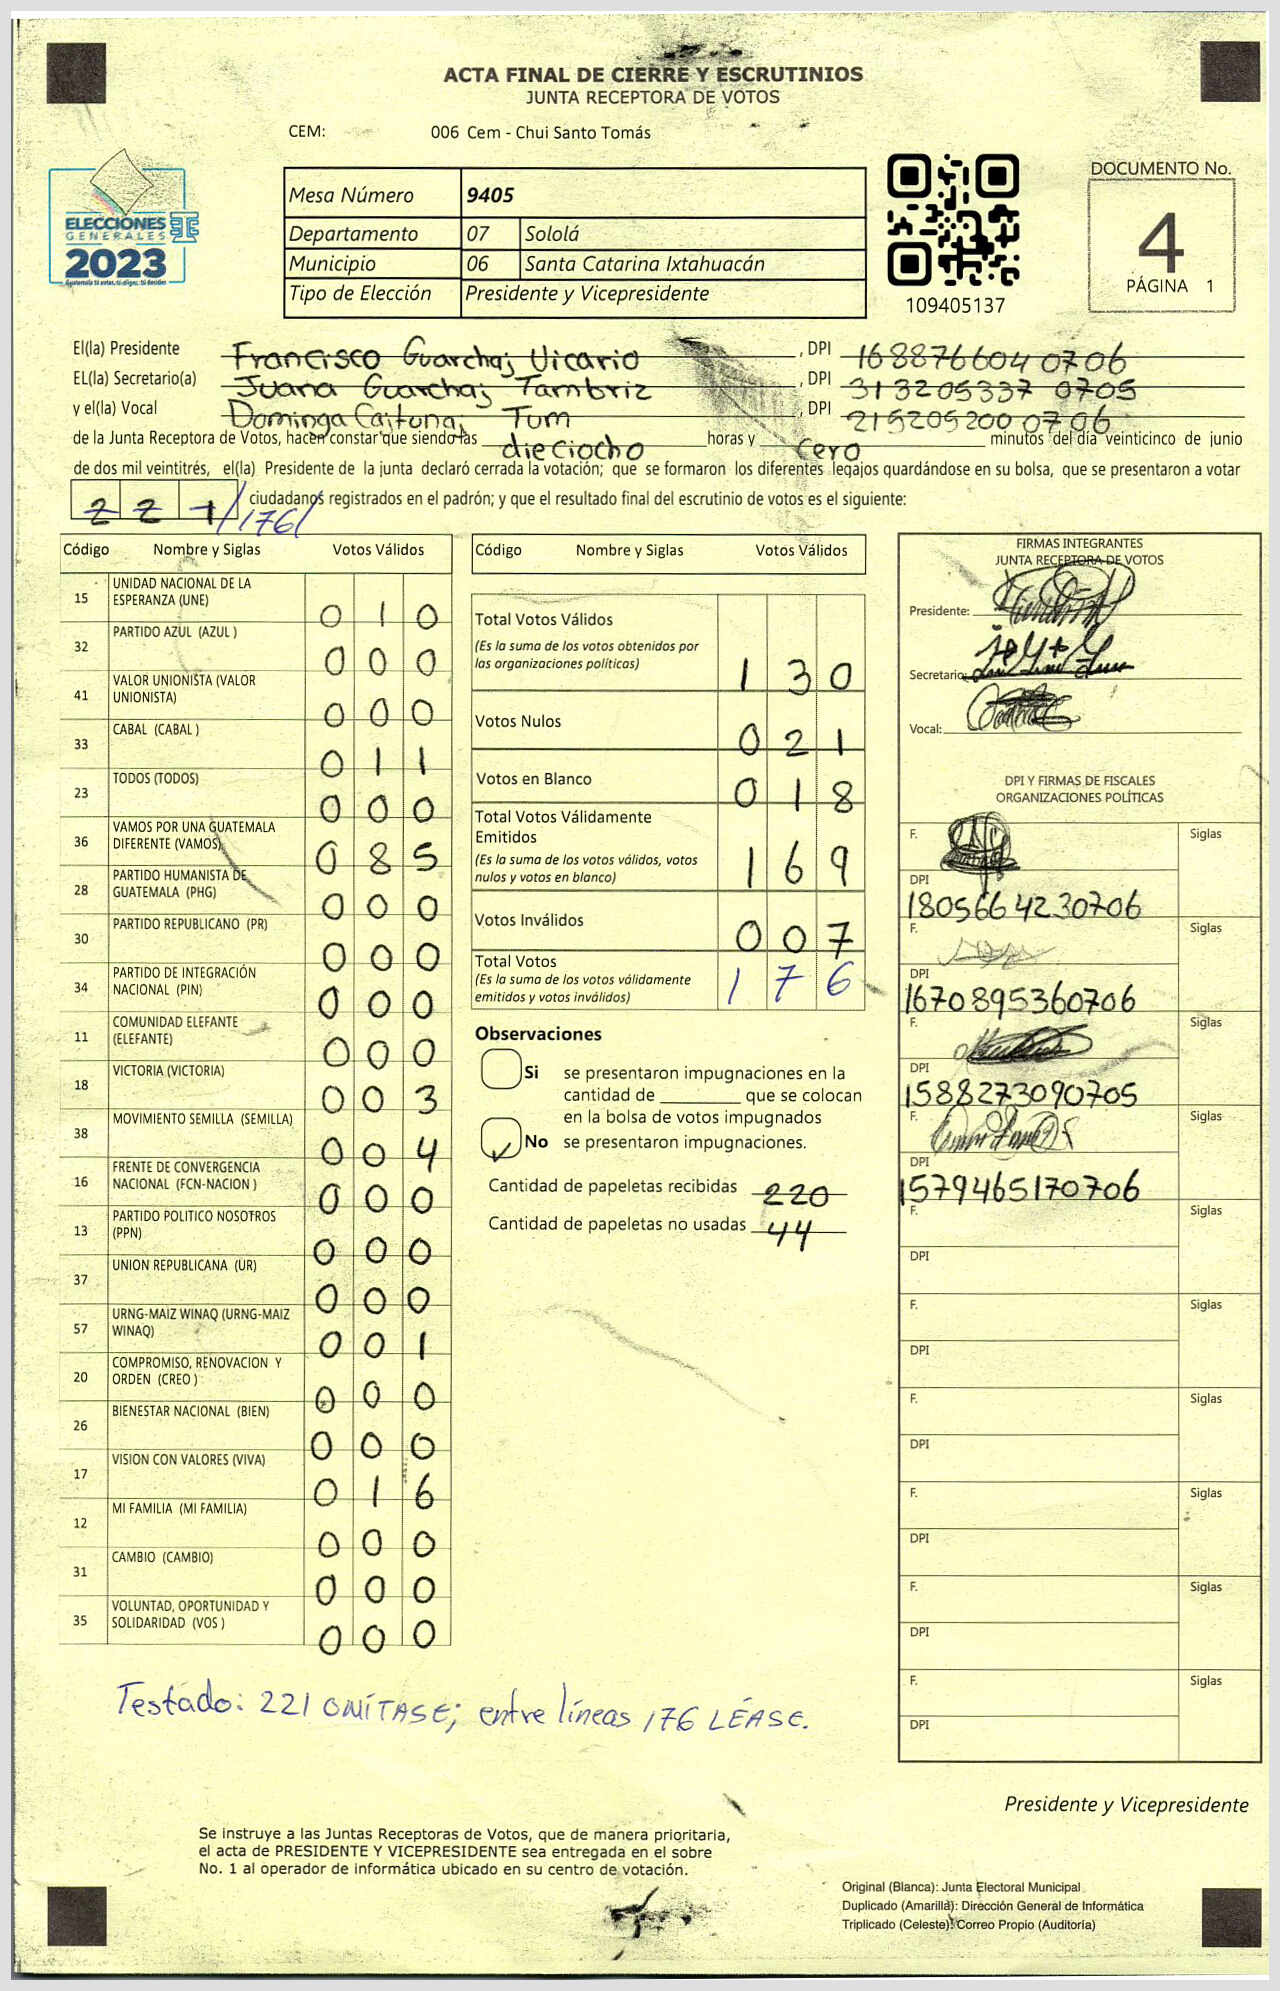 ACTA FINAL DE CIERRE Y ESCRUTINIOS
JUNTA RECEPTORA DE VOTOS
CEM: 006 Cem - Chui Santo Tomás
ELECCIONES
GENERALES
2023
Mesa Número 9405
Departamento 07 Sololá
Municipio 06 Santa Catarina Ixtahuacán
Tipo de Elección Presidente y Vicepresidente
109405137
DOCUMENTO No.
4
PÁGINA 1
El(la) Presidente Francisco Guarchaj Vicario, DPI 1688766040706
EL(la) Secretario(a) Juana Guarchaj Tambriz, DPI 3132053370705
y el(la) Vocal Dominga Tum, DPI 2152052000706
de la Junta Receptora de Votos, hacen constar que siendo las dieciocho horas y cero minutos del día veinticinco de junio
de dos mil veintitrés, el(la) Presidente de la junta declaró cerrada la votación; que se formaron los diferentes legajos quardándose en su bolsa, que se presentaron a votar
2 2 1 /176/ ciudadanos registrados en el padrón; y que el resultado final del escrutinio de votos es el siguiente:
Código Nombre y Siglas Votos Válidos
15 UNIDAD NACIONAL DE LA ESPERANZA (UNE) 0 1 0
32 PARTIDO AZUL (AZUL ) 0 0 0
41 VALOR UNIONISTA (VALOR UNIONISTA) 0 0 0
33 CABAL (CABAL ) 0 1 1
23 TODOS (TODOS) 0 0 0
36 VAMOS POR UNA GUATEMALA DIFERENTE (VAMOS) 0 8 5
28 PARTIDO HUMANISTA DE GUATEMALA (PHG) 0 0 0
30 PARTIDO REPUBLICANO (PR) 0 0 0
34 PARTIDO DE INTEGRACIÓN NACIONAL (PIN) 0 0 0
11 COMUNIDAD ELEFANTE (ELEFANTE) 0 0 0
18 VICTORIA (VICTORIA) 0 0 3
38 MOVIMIENTO SEMILLA (SEMILLA) 0 0 4
16 FRENTE DE CONVERGENCIA NACIONAL (FCN-NACION ) 0 0 0
13 PARTIDO POLITICO NOSOTROS (PPN) 0 0 0
37 UNION REPUBLICANA (UR) 0 0 0
57 URNG-MAIZ WINAQ (URNG-MAIZ WINAQ) 0 0 1
20 COMPROMISO, RENOVACION Y ORDEN (CREO ) 0 0 0
26 BIENESTAR NACIONAL (BIEN) 0 0 0
17 VISION CON VALORES (VIVA) 0 1 6
12 MI FAMILIA (MI FAMILIA) 0 0 0
31 CAMBIO (CAMBIO) 0 0 0
35 VOLUNTAD, OPORTUNIDAD Y SOLIDARIDAD (VOS ) 0 0 0
Código Nombre y Siglas Votos Válidos
Total Votos Válidos
(Es la suma de los votos obtenidos por
las organizaciones políticas) 1 3 0
Votos Nulos 0 2 1
Votos en Blanco 0 1 8
Total Votos Válidamente
Emitidos
(Es la suma de los votos válidos, votos
nulos y votos en blanco) 1 6 9
Votos Inválidos 0 0 7
Total Votos
(Es la suma de los votos válidamente
emitidos y votos inválidos) 1 7 6
Observaciones
Si se presentaron impugnaciones en la
cantidad de ________ que se colocan
en la bolsa de votos impugnados
✓ No se presentaron impugnaciones.
Cantidad de papeletas recibidas 220
Cantidad de papeletas no usadas 44
FIRMAS INTEGRANTES
JUNTA RECEPTORA DE VOTOS
Presidente:
Secretario:
Vocal:
DPI Y FIRMAS DE FISCALES
ORGANIZACIONES POLÍTICAS
F. Siglas
DPI
1805664230706
F. Siglas
DPI
1670895360706
F. Siglas
DPI
1588273090705
F. Siglas
DPI
1579465170706
F. Siglas
DPI
F. Siglas
DPI
F. Siglas
DPI
F. Siglas
DPI
F. Siglas
DPI
F. Siglas
DPI
Testado: 221 OMÍTASE; entre líneas 176 LÉASE.
Presidente y Vicepresidente
Se instruye a las Juntas Receptoras de Votos, que de manera prioritaria,
el acta de PRESIDENTE Y VICEPRESIDENTE sea entregada en el sobre
No. 1 al operador de informática ubicado en su centro de votación.
Original (Blanca): Junta Electoral Municipal
Duplicado (Amarilla): Dirección General de Informática
Triplicado (Celeste): Correo Propio (Auditoría)